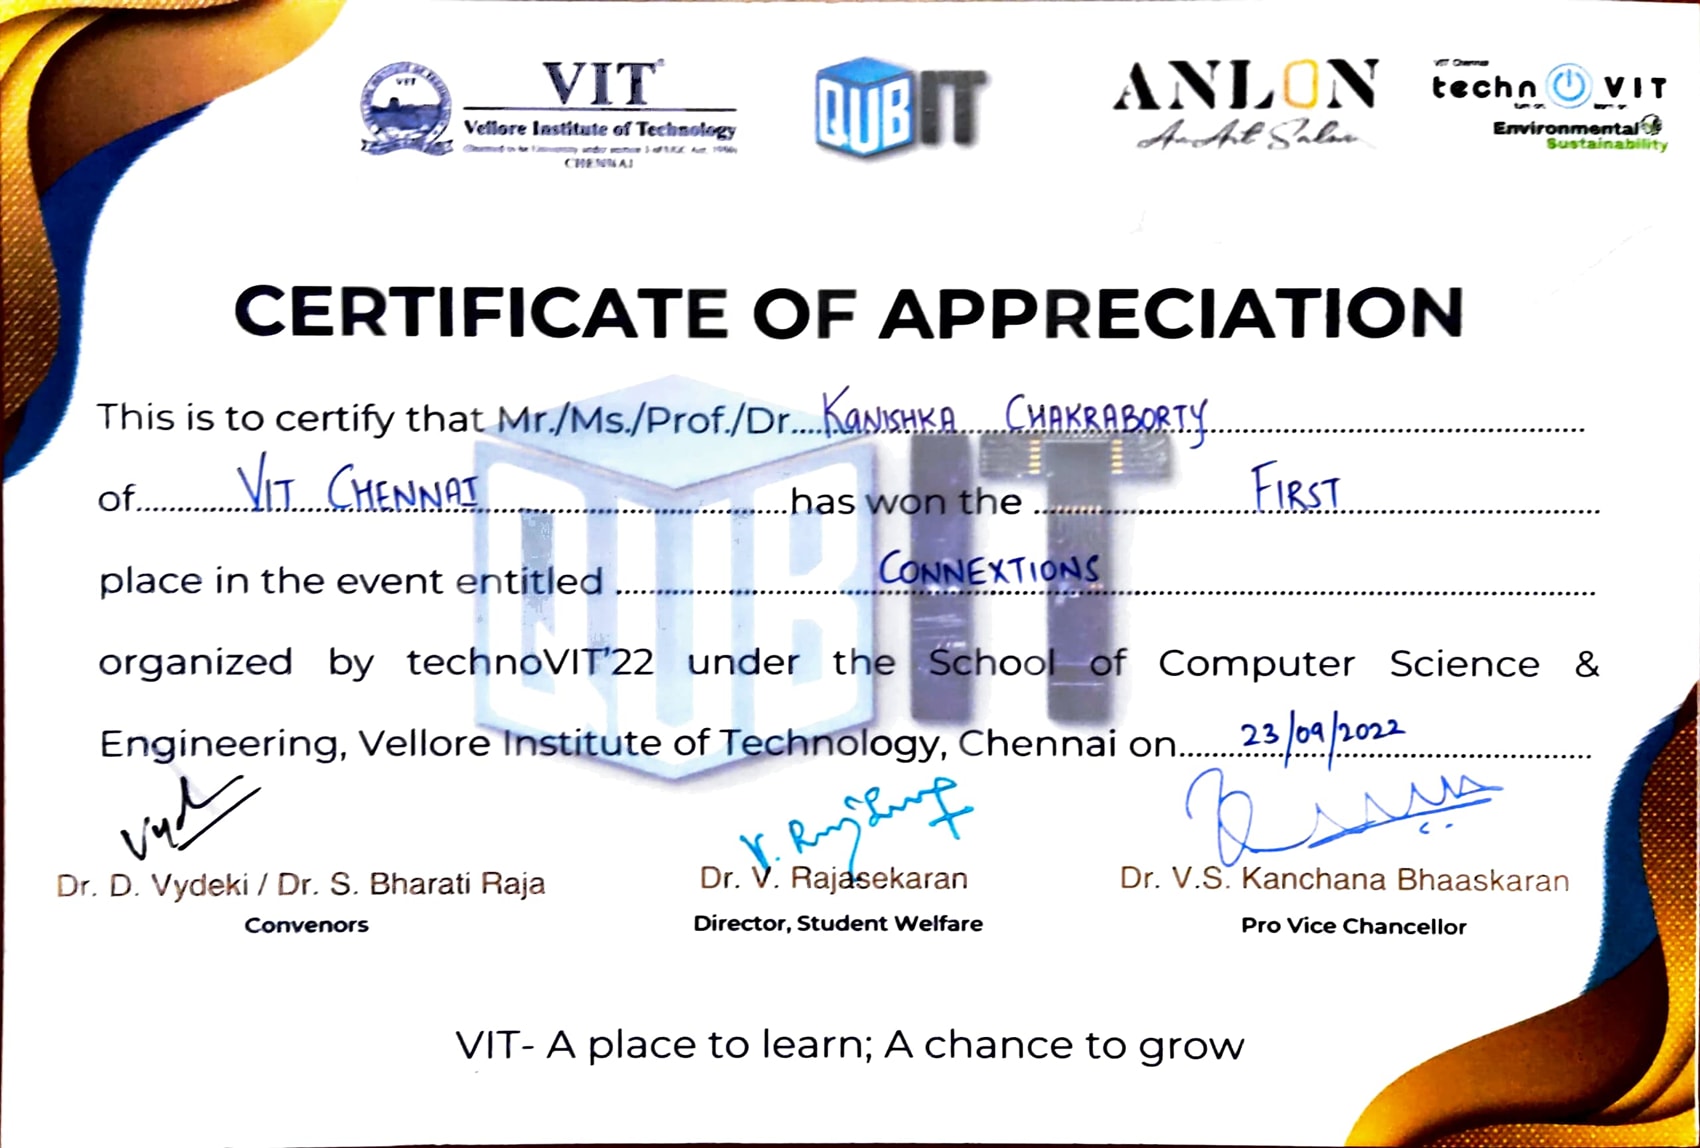 VIT
VIT
Vellore Institute of Technology
(Deemed to be University under section 3 of UGC Act, 1956)
CHENNAI
QUBIT
ANLON
An Art Salon
VIT Chennai
techno VIT
Environmental
Sustainability
CERTIFICATE OF APPRECIATION
This is to certify that Mr./Ms./Prof./Dr....KANISHKA CHAKRABORTY
of VIT CHENNAI has won the FIRST
place in the event entitled CONNEXTIONS
organized by technoVIT'22 under the School of Computer Science &
Engineering, Vellore Institute of Technology, Chennai on 23/09/2022
QUBIT
Vyd
V. Rajasekaran
Dr. D. Vydeki / Dr. S. Bharati Raja
Dr. V. Rajasekaran
Dr. V.S. Kanchana Bhaaskaran
Convenors
Director, Student Welfare
Pro Vice Chancellor
VIT- A place to learn; A chance to grow